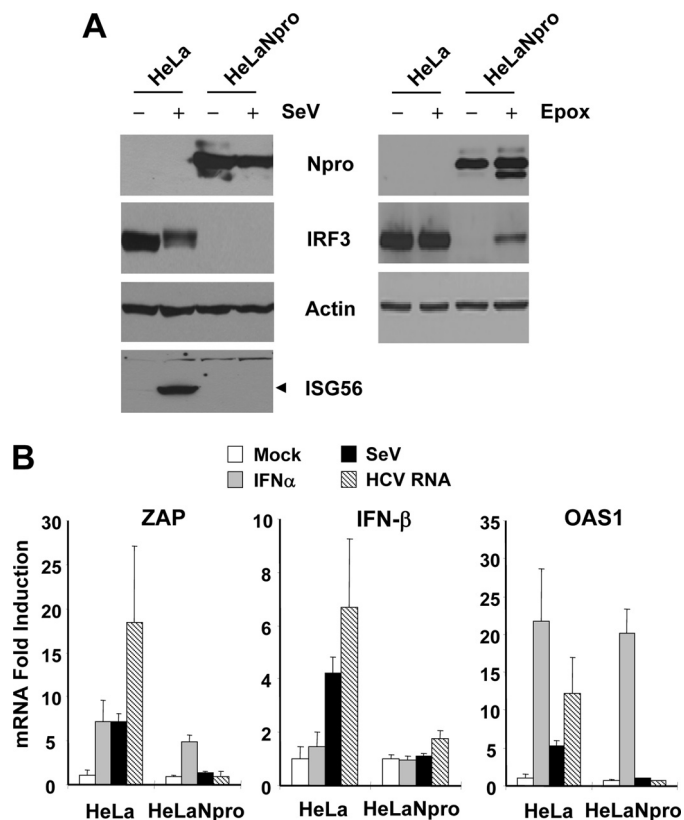 A
HeLa HeLaNpro HeLa HeLaNpro
− + − + SeV − + − + Epox
Npro
IRF3
Actin
ISG56
B
Mock SeV
IFNα HCV RNA
ZAP IFN-β OAS1
mRNA Fold Induction
30
25
20
15
10
5
0
10
8
6
4
2
0
35
30
25
20
15
10
5
0
HeLa HeLaNpro HeLa HeLaNpro HeLa HeLaNpro